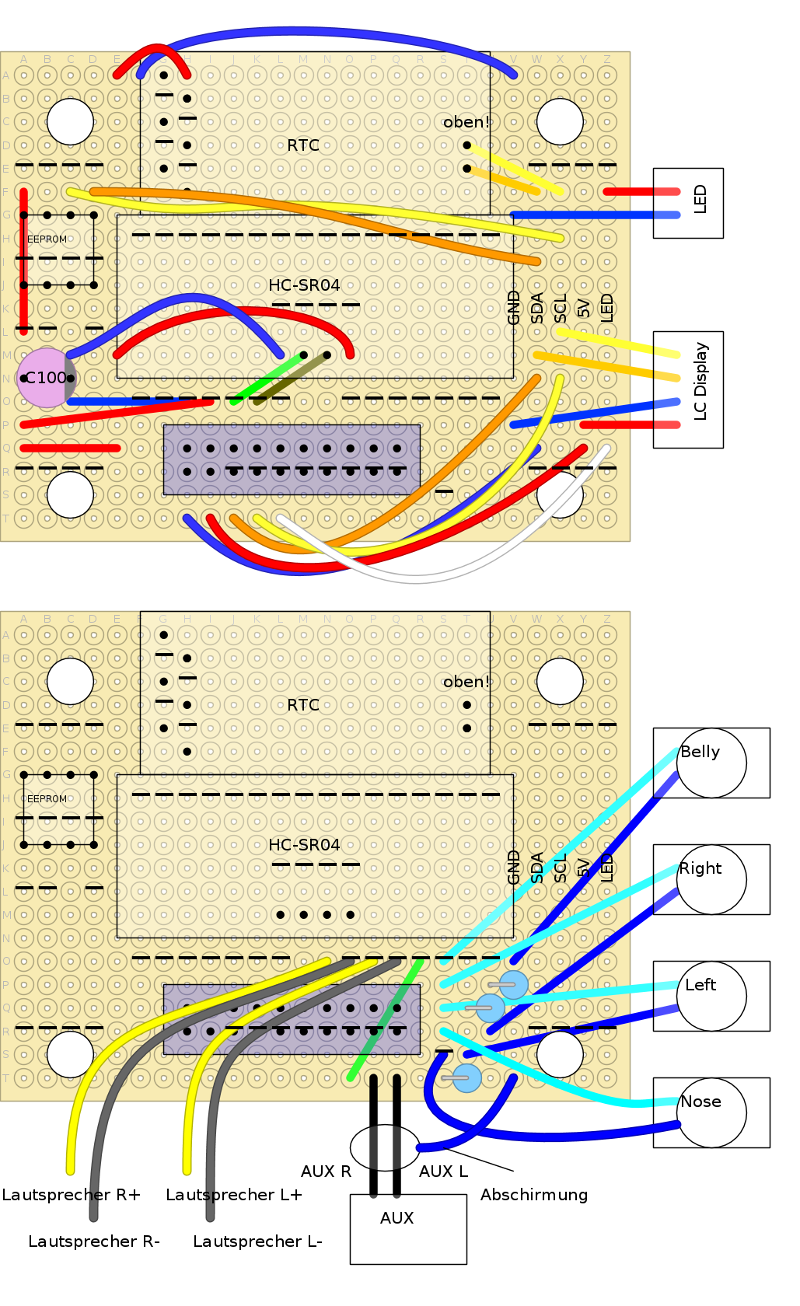 A B C D E F G H I J K L M N O P Q R S T U V W X Y Z
A
B
C
oben!
D
RTC
E
F
LED
G
H
EEPROM
I
HC-SR04
J
K
GND SDA SCL 5V LED
L
M
LC Display
N
C100
O
P
Q
R
S
T
A B C D E F G H I J K L M N O P Q R S T U V W X Y Z
A
B
C
oben!
D
RTC
E
F
Belly
G
H
EEPROM
I
HC-SR04
J
K
GND SDA SCL 5V LED
Right
L
M
N
O
P
Left
Q
R
S
T
Nose
AUX R
AUX L
Lautsprecher R+
Lautsprecher L+
Abschirmung
AUX
Lautsprecher R-
Lautsprecher L-